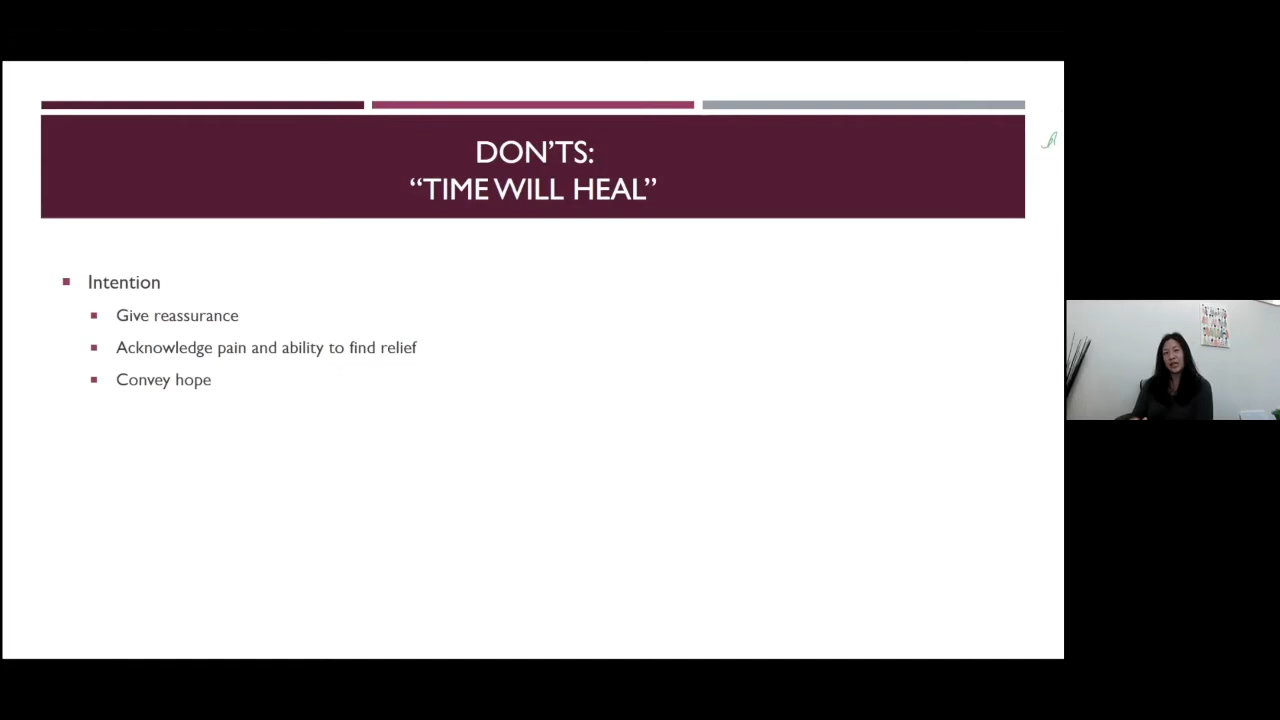 DON'TS:
“TIME WILL HEAL”
Intention
Give reassurance
Acknowledge pain and ability to find relief
Convey hope